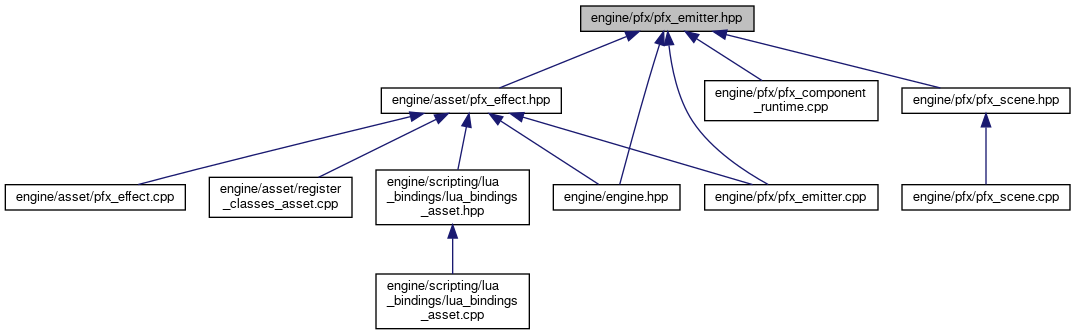 engine/pfx/pfx_emitter.hpp
engine/asset/pfx_effect.hpp
engine/pfx/pfx_component
_runtime.cpp
engine/pfx/pfx_scene.hpp
engine/asset/pfx_effect.cpp
engine/asset/register
_classes_asset.cpp
engine/scripting/lua
_bindings/lua_bindings
_asset.hpp
engine/engine.hpp
engine/pfx/pfx_emitter.cpp
engine/pfx/pfx_scene.cpp
engine/scripting/lua
_bindings/lua_bindings
_asset.cpp